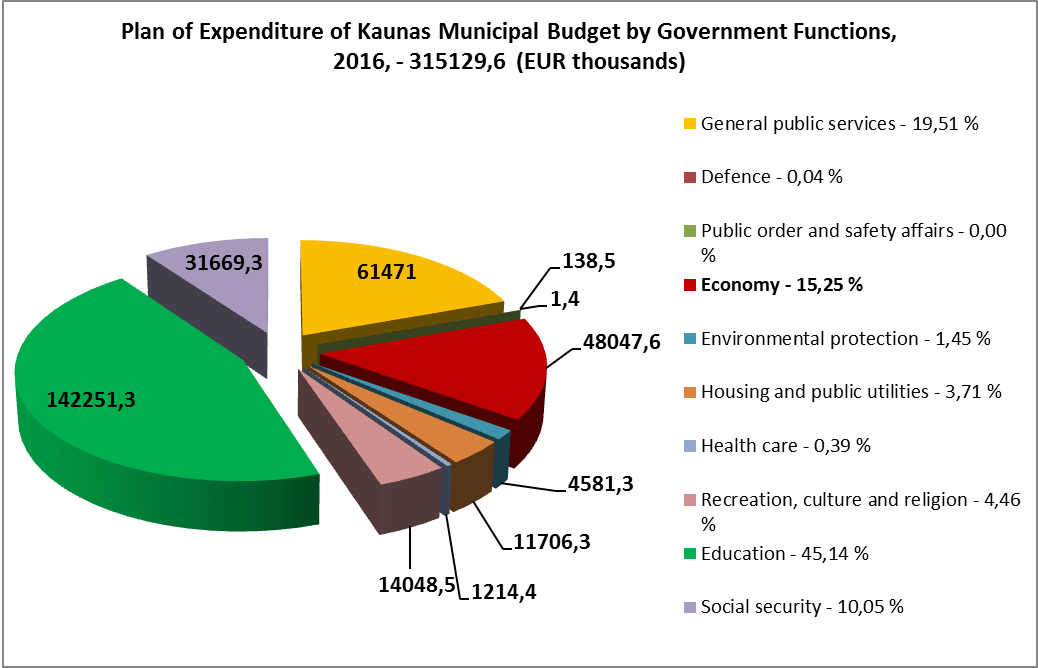 Plan of Expenditure of Kaunas Municipal Budget by Government Functions,
2016, - 315129,6 (EUR thousands)
General public services - 19,51 %
Defence - 0,04 %
Public order and safety affairs - 0,00
%
Economy - 15,25 %
Environmental protection - 1,45 %
Housing and public utilities - 3,71 %
Health care - 0,39 %
Recreation, culture and religion - 4,46
%
Education - 45,14 %
Social security - 10,05 %
31669,3
61471
138,5
1,4
48047,6
142251,3
4581,3
11706,3
14048,5
1214,4